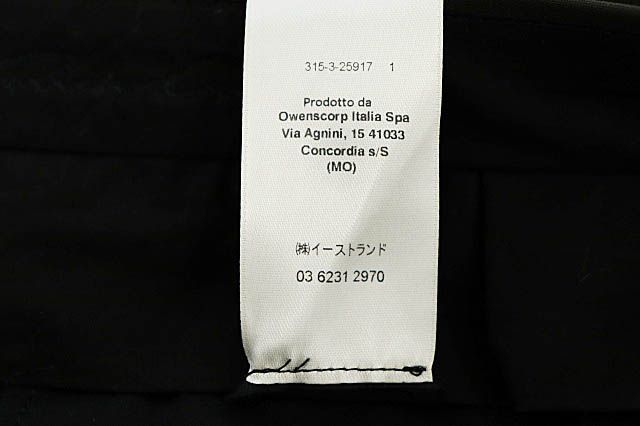 315-3-25917 1
Prodotto da
Owenscorp Italia Spa
Via Agnini, 15 41033
Concordia s/S
(MO)
㈱イーストランド
03 6231 2970